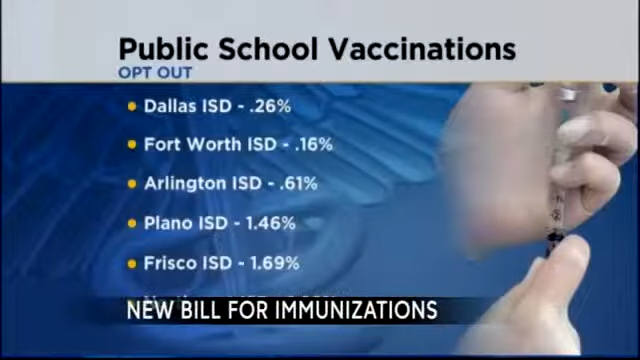 Public School Vaccinations
OPT OUT
• Dallas ISD - .26%
• Fort Worth ISD - .16%
• Arlington ISD - .61%
• Plano ISD - 1.46%
• Frisco ISD - 1.69%
NEW BILL FOR IMMUNIZATIONS